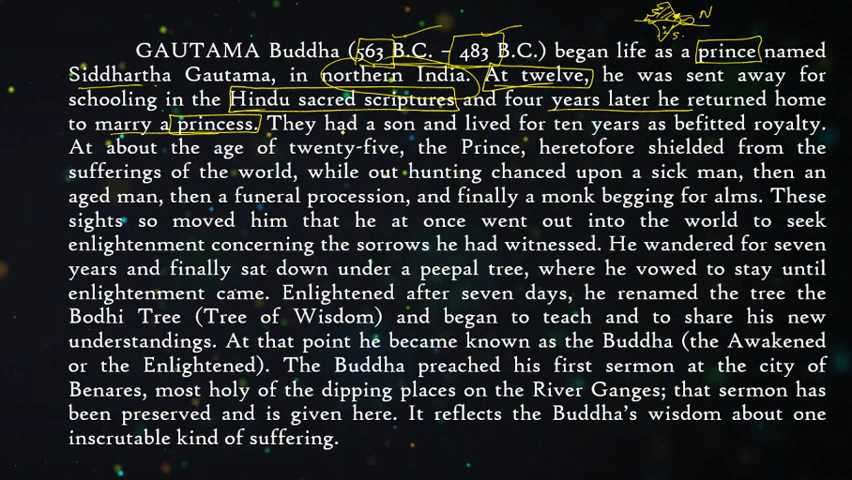 N
S
GAUTAMA Buddha (563 B.C. – 483 B.C.) began life as a prince named
Siddhartha Gautama, in northern India. At twelve, he was sent away for
schooling in the Hindu sacred scriptures and four years later he returned home
to marry a princess. They had a son and lived for ten years as befitted royalty.
At about the age of twenty-five, the Prince, heretofore shielded from the
sufferings of the world, while out hunting chanced upon a sick man, then an
aged man, then a funeral procession, and finally a monk begging for alms. These
sights so moved him that he at once went out into the world to seek
enlightenment concerning the sorrows he had witnessed. He wandered for seven
years and finally sat down under a peepal tree, where he vowed to stay until
enlightenment came. Enlightened after seven days, he renamed the tree the
Bodhi Tree (Tree of Wisdom) and began to teach and to share his new
understandings. At that point he became known as the Buddha (the Awakened
or the Enlightened). The Buddha preached his first sermon at the city of
Benares, most holy of the dipping places on the River Ganges; that sermon has
been preserved and is given here. It reflects the Buddha's wisdom about one
inscrutable kind of suffering.